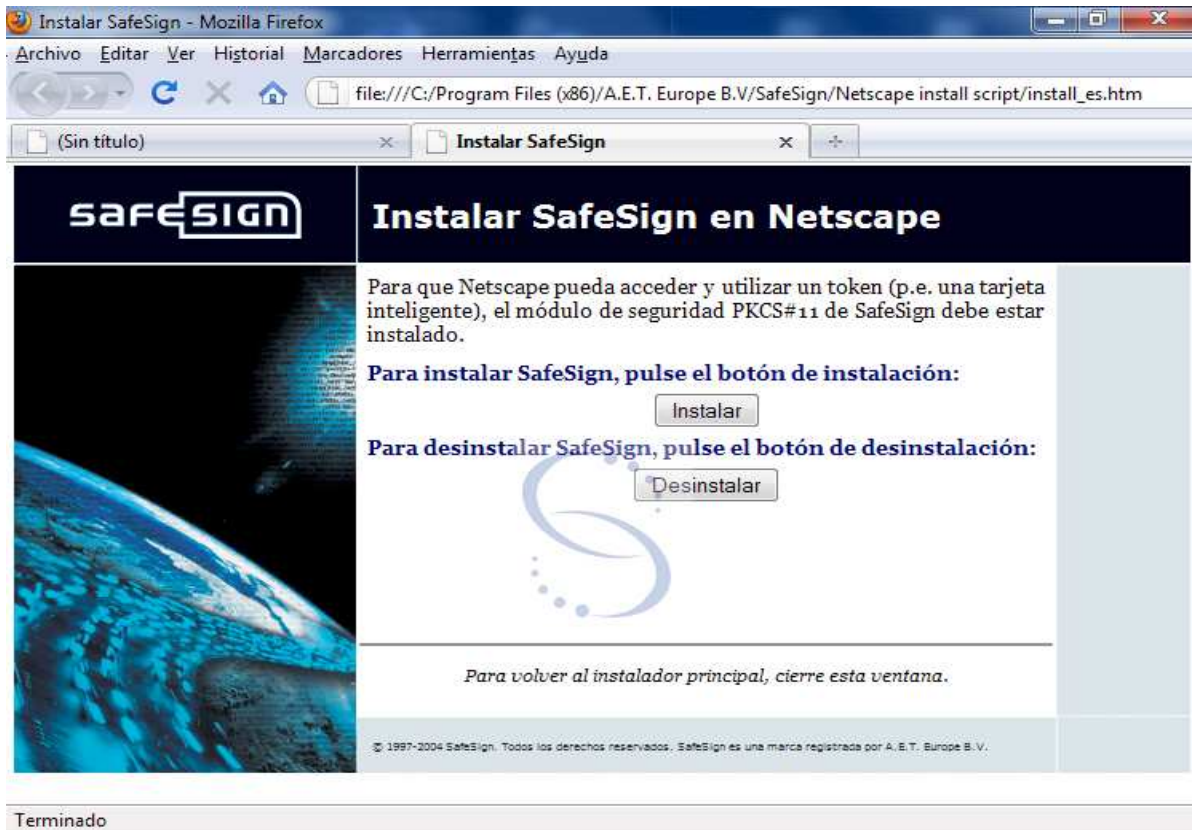 Instalar SafeSign - Mozilla Firefox
Archivo Editar Ver Historial Marcadores Herramientas Ayuda
file:///C:/Program Files (x86)/A.E.T. Europe B.V/SafeSign/Netscape install script/install_es.htm
(Sin título)
Instalar SafeSign
safesign
Instalar SafeSign en Netscape
Para que Netscape pueda acceder y utilizar un token (p.e. una tarjeta
inteligente), el módulo de seguridad PKCS#11 de SafeSign debe estar
instalado.
Para instalar SafeSign, pulse el botón de instalación:
Instalar
Para desinstalar SafeSign, pulse el botón de desinstalación:
Desinstalar
Para volver al instalador principal, cierre esta ventana.
© 1997-2004 SafeSign. Todos los derechos reservados. SafeSign es una marca registrada por A.E.T. Europe B.V.
Terminado